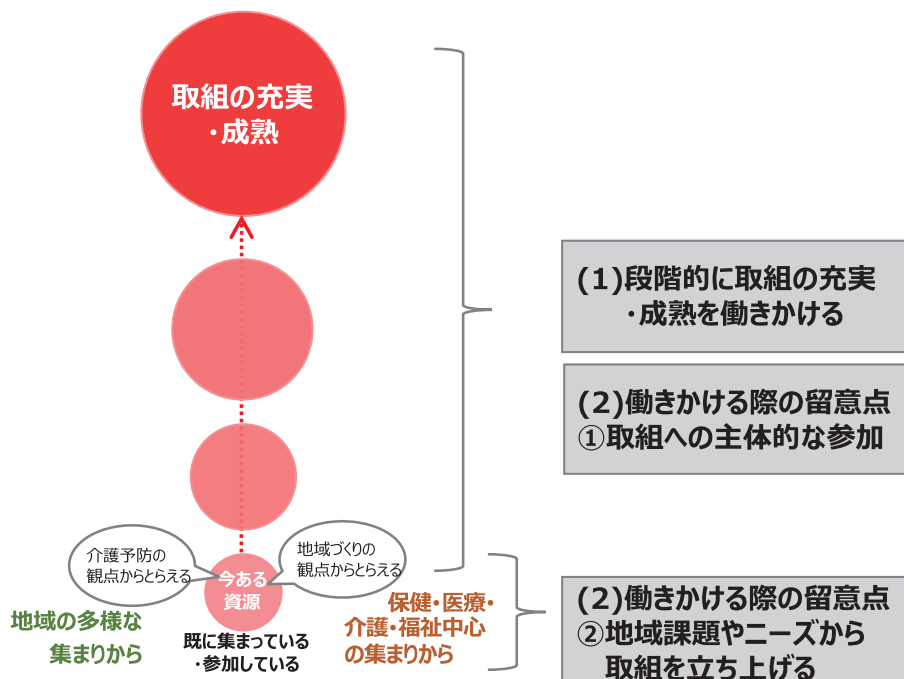 取組の充実
・成熟
(1)段階的に取組の充実
・成熟を働きかける
(2)働きかける際の留意点
①取組への主体的な参加
介護予防の
観点からとらえる
地域づくりの
観点からとらえる
今ある
資源
地域の多様な
集まりから
既に集まっている
・参加している
保健・医療・
介護・福祉中心
の集まりから
(2)働きかける際の留意点
②地域課題やニーズから
取組を立ち上げる